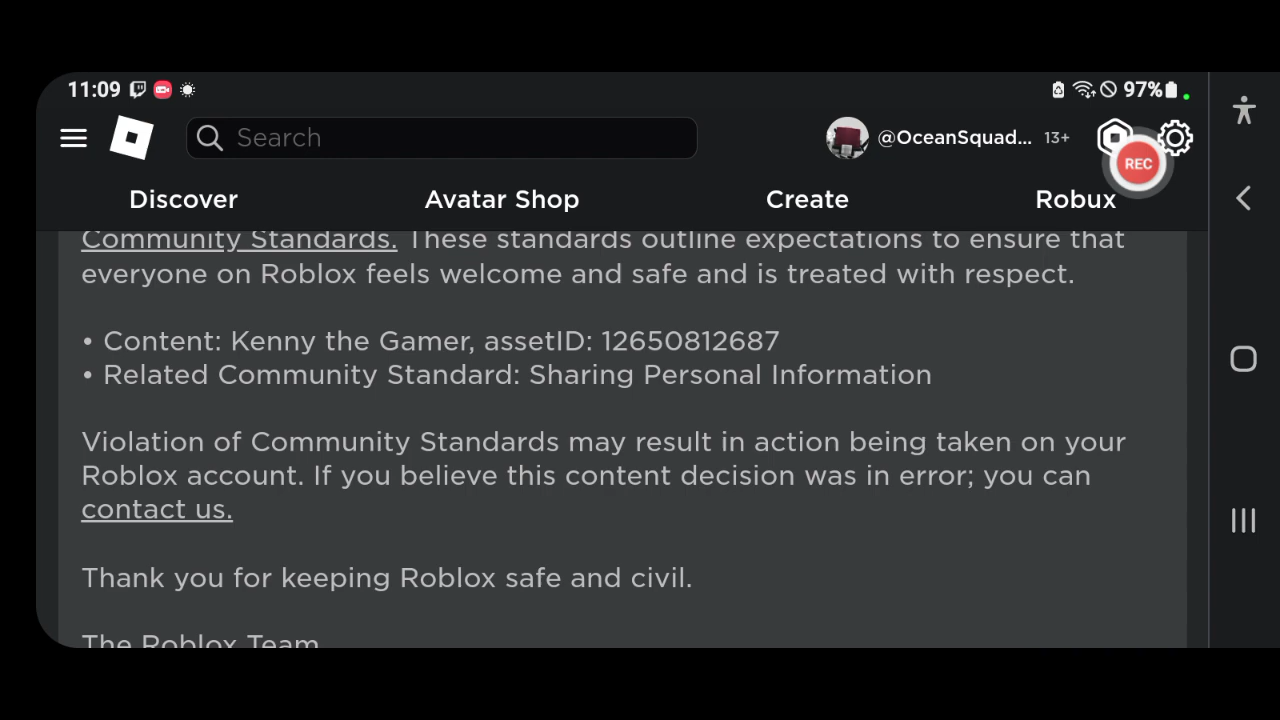 11:09 97%
Search @OceanSquad... 13+
REC
Discover Avatar Shop Create Robux
Community Standards. These standards outline expectations to ensure that
everyone on Roblox feels welcome and safe and is treated with respect.
• Content: Kenny the Gamer, assetID: 12650812687
• Related Community Standard: Sharing Personal Information
Violation of Community Standards may result in action being taken on your
Roblox account. If you believe this content decision was in error; you can
contact us.
Thank you for keeping Roblox safe and civil.
The Roblox Team